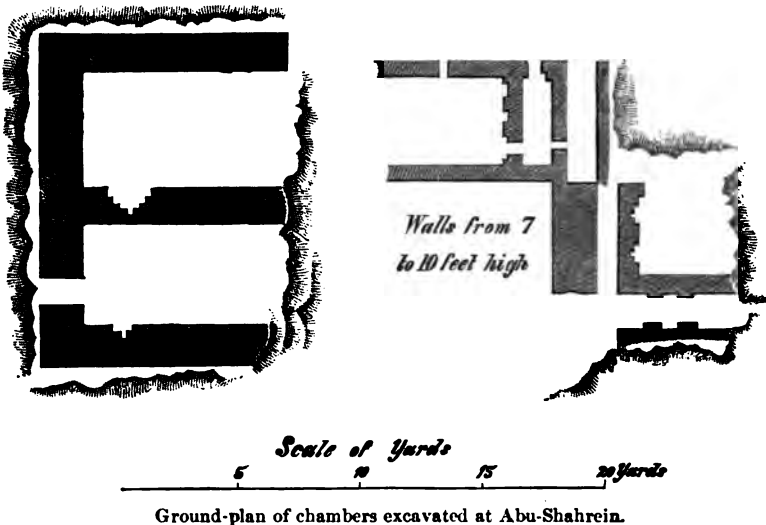 Walls from 7
to 10 feet high
Scale of Yards
5 10 15 20 Yards
Ground-plan of chambers excavated at Abu-Shahrein.